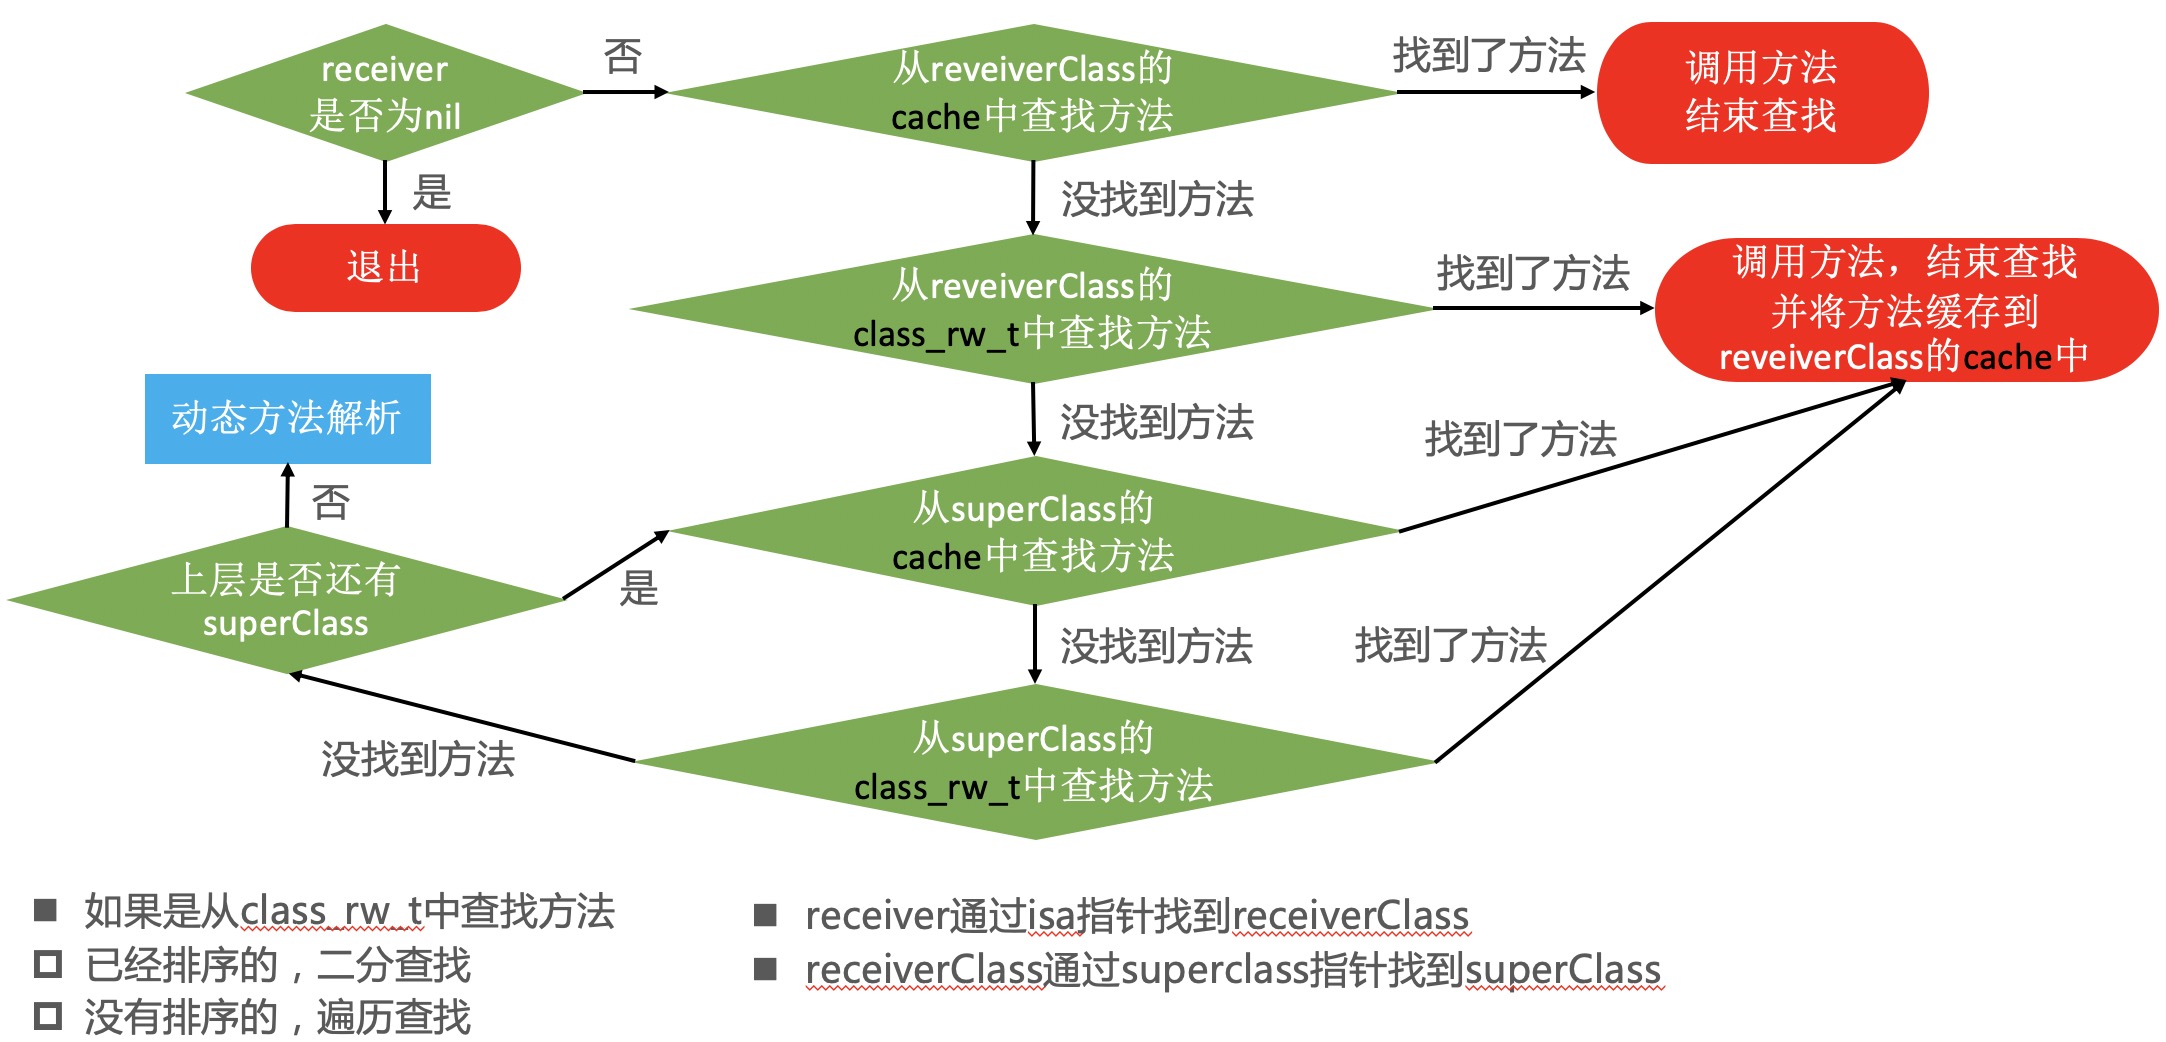 receiver
是否为nil
否
从reveiverClass的
cache中查找方法
找到了方法
调用方法
结束查找
是
没找到方法
退出
从reveiverClass的
class_rw_t中查找方法
找到了方法
调用方法，结束查找
并将方法缓存到
reveiverClass的cache中
没找到方法
动态方法解析
找到了方法
否
从superClass的
cache中查找方法
上层是否还有
superClass
是
没找到方法
找到了方法
没找到方法
从superClass的
class_rw_t中查找方法
如果是从class_rw_t中查找方法
已经排序的，二分查找
没有排序的，遍历查找
receiver通过isa指针找到receiverClass
receiverClass通过superclass指针找到superClass